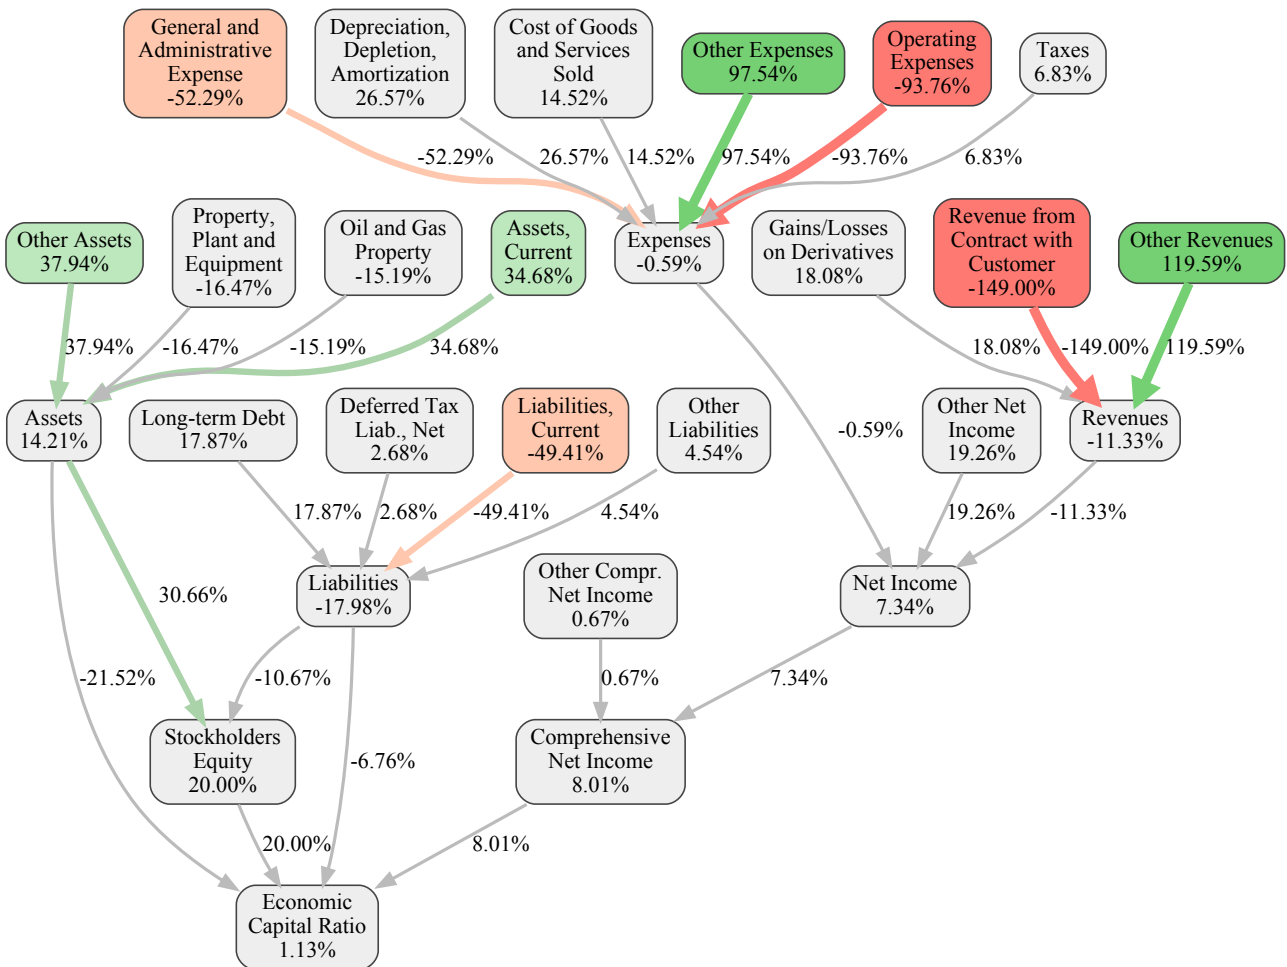 General and
Administrative
Expense
-52.29%
Depreciation,
Depletion,
Amortization
26.57%
Cost of Goods
and Services
Sold
14.52%
Other Expenses
97.54%
Operating
Expenses
-93.76%
Taxes
6.83%
-52.29%
26.57%
14.52%
97.54%
-93.76%
6.83%
Other Assets
37.94%
Property,
Plant and
Equipment
-16.47%
Oil and Gas
Property
-15.19%
Assets,
Current
34.68%
Expenses
-0.59%
Gains/Losses
on Derivatives
18.08%
Revenue from
Contract with
Customer
-149.00%
Other Revenues
119.59%
37.94%
-16.47%
-15.19%
34.68%
18.08%
-149.00%
119.59%
Assets
14.21%
Long-term Debt
17.87%
Deferred Tax
Liab., Net
2.68%
Liabilities,
Current
-49.41%
Other
Liabilities
4.54%
-0.59%
Other Net
Income
19.26%
Revenues
-11.33%
17.87%
2.68%
-49.41%
4.54%
19.26%
-11.33%
30.66%
Liabilities
-17.98%
Other Compr.
Net Income
0.67%
Net Income
7.34%
-21.52%
-10.67%
0.67%
7.34%
Stockholders
Equity
20.00%
-6.76%
Comprehensive
Net Income
8.01%
20.00%
8.01%
Economic
Capital Ratio
1.13%